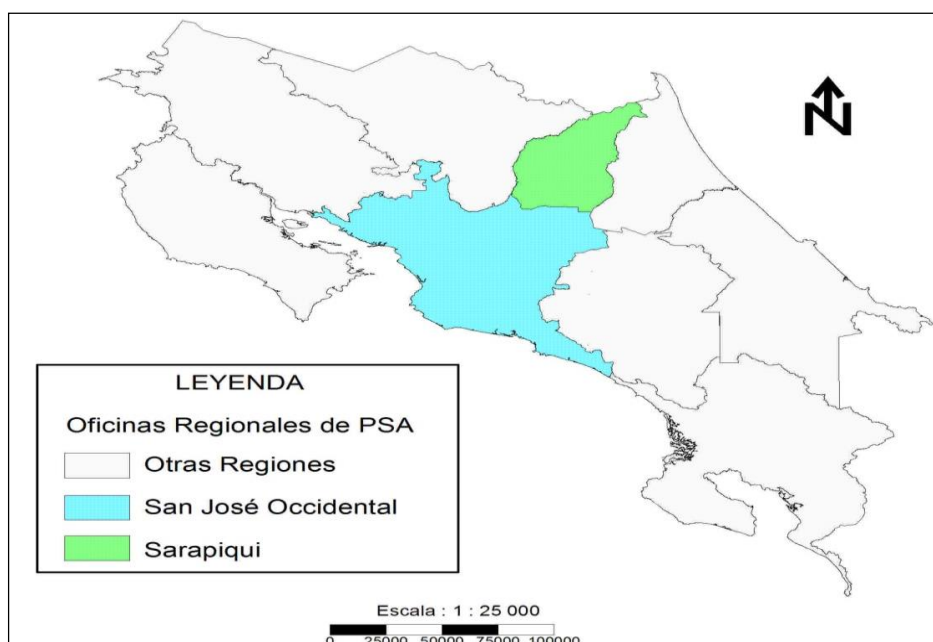 N
LEYENDA
Oficinas Regionales de PSA
Otras Regiones
San José Occidental
Sarapiqui
Escala : 1 : 25 000
0 25000 50000 75000 100000